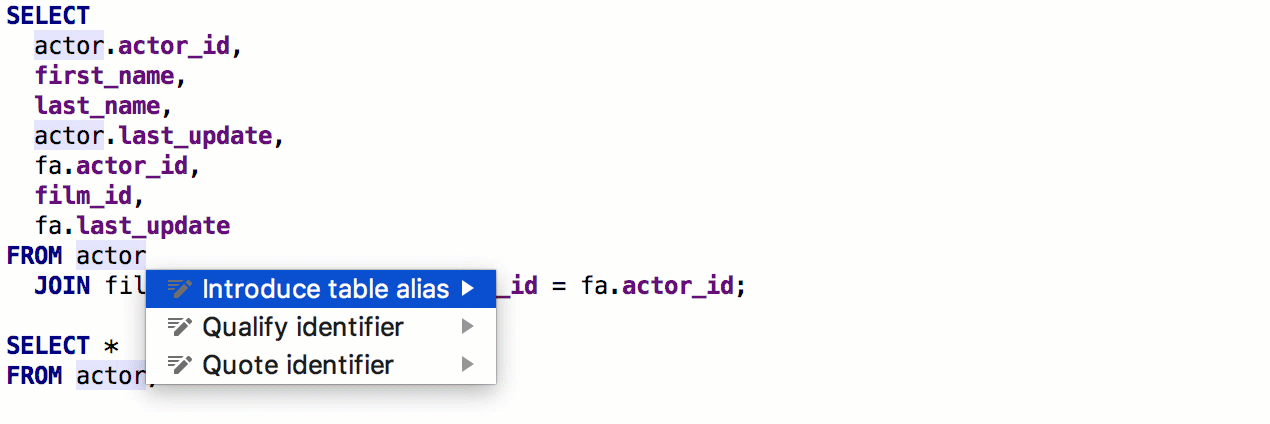 SELECT
actor.actor_id,
first_name,
last_name,
actor.last_update,
fa.actor_id,
film_id,
fa.last_update
FROM actor
JOIN fil _id = fa.actor_id;
Introduce table alias
Qualify identifier
Quote identifier
SELECT *
FROM actor;